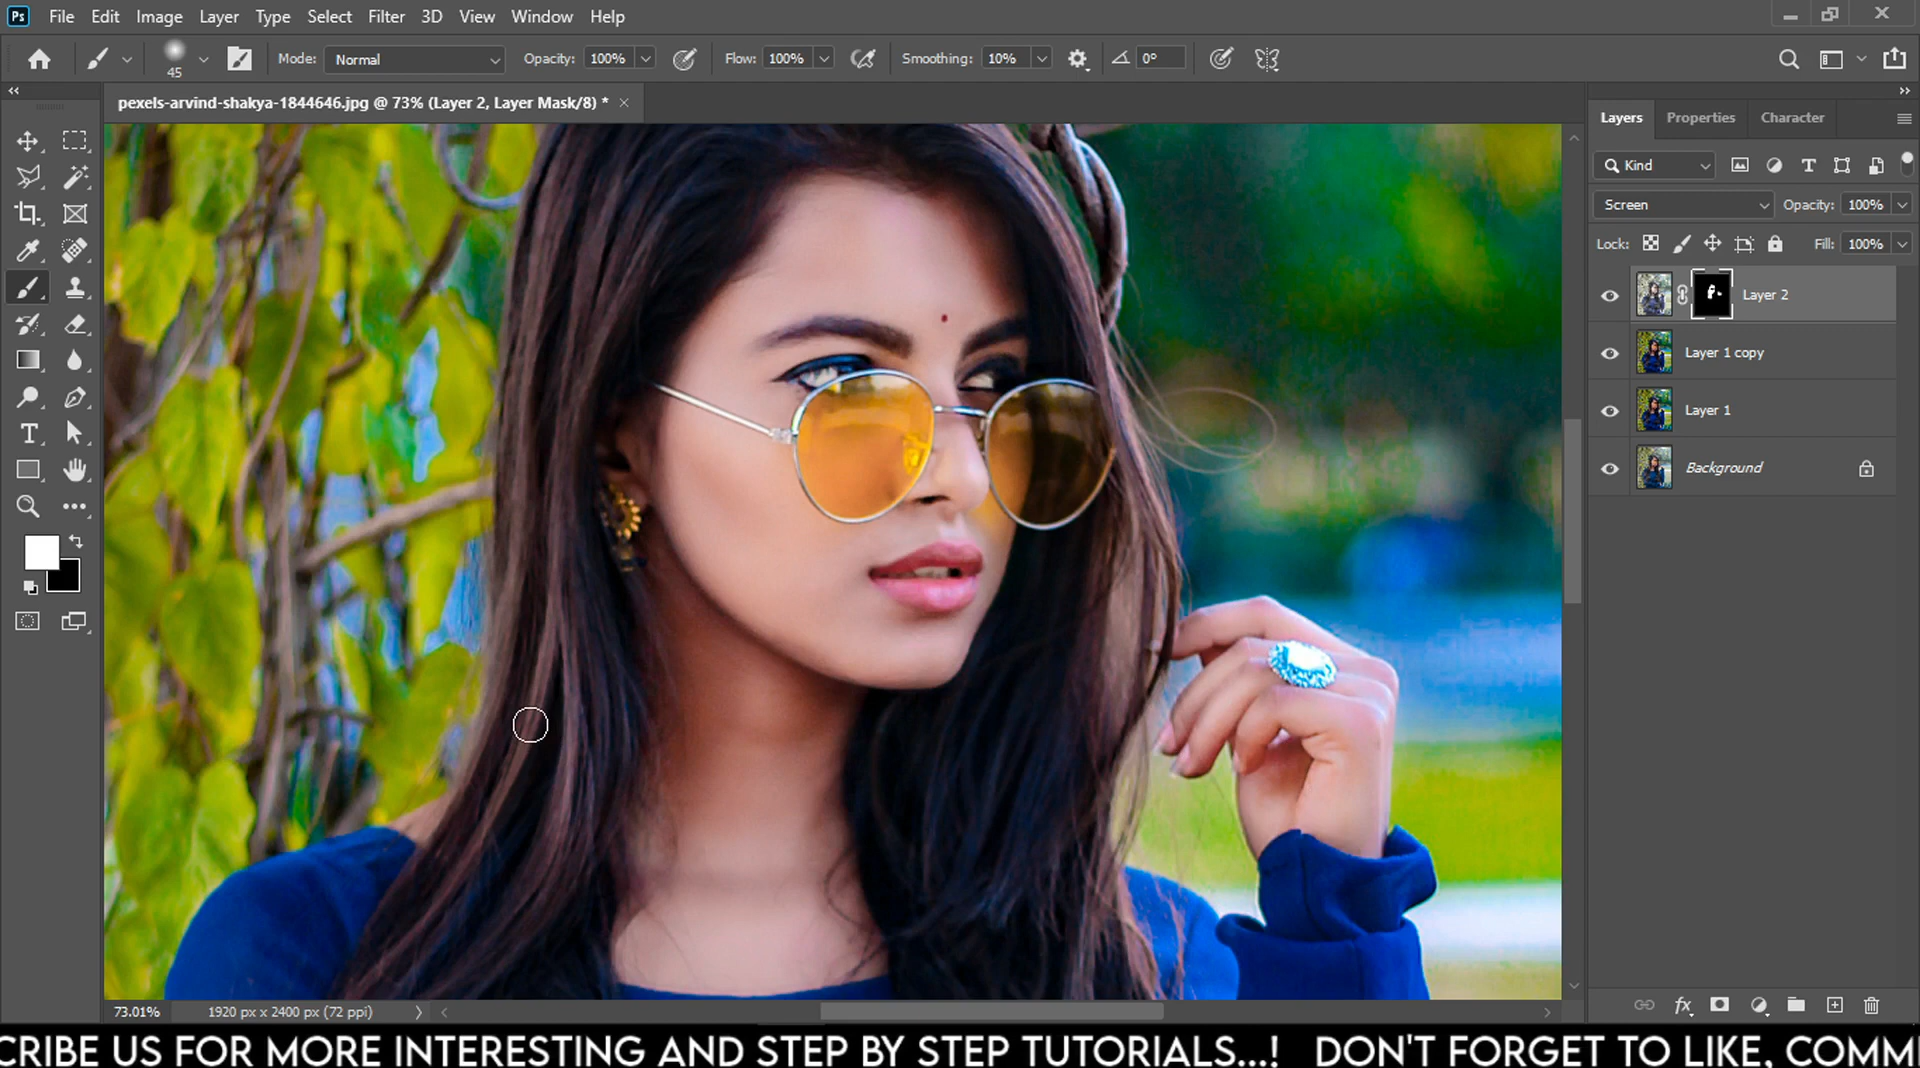 Ps File Edit Image Layer Type Select Filter 3D View Window Help
45 Mode: Normal Opacity: 100% Flow: 100% Smoothing: 10% 0°
pexels-arvind-shakya-1844646.jpg @ 73% (Layer 2, Layer Mask/8) * ×
Layers Properties Character
Kind
Screen Opacity: 100%
Lock: Fill: 100%
Layer 2
Layer 1 copy
Layer 1
Background
73.01% 1920 px x 2400 px (72 ppi)
CRIBE US FOR MORE INTERESTING AND STEP BY STEP TUTORIALS...! DON'T FORGET TO LIKE, COMM